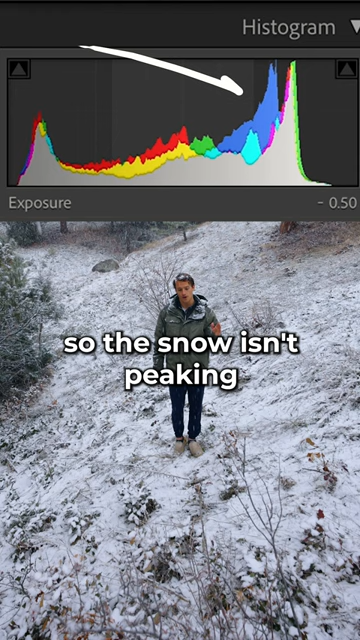 Histogram
Exposure
- 0.50
so the snow isn't
peaking